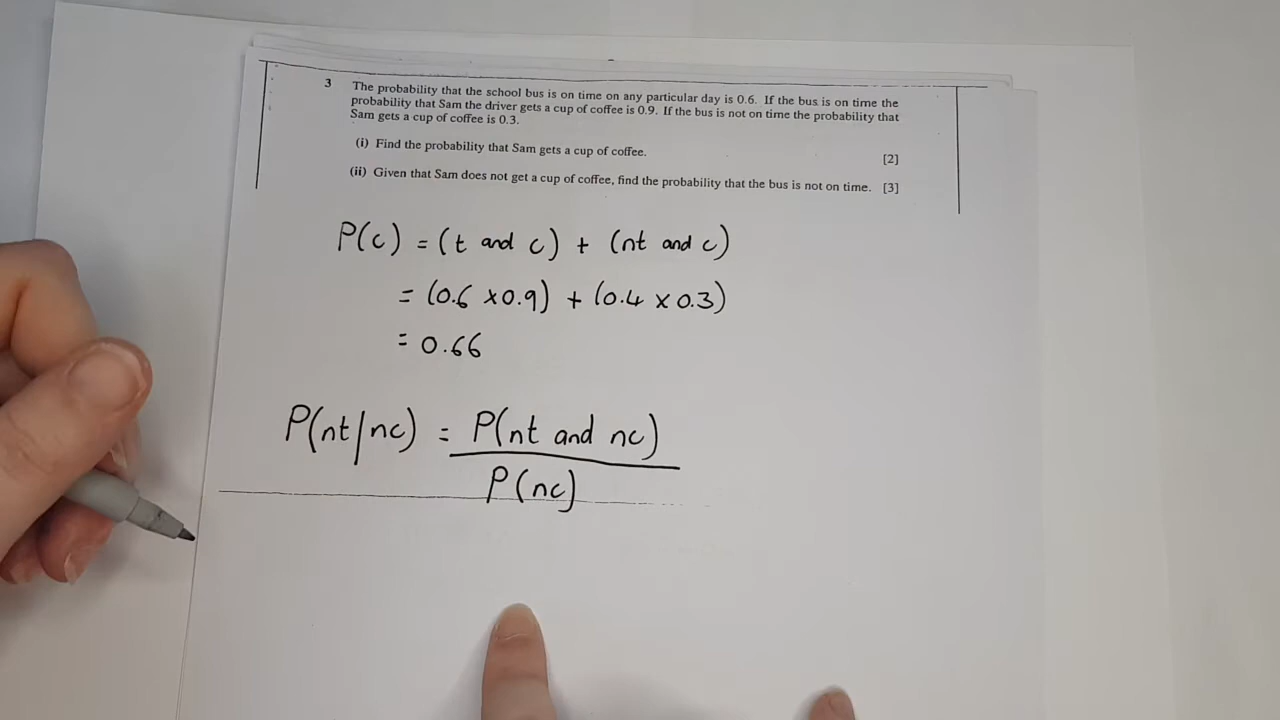 3 The probability that the school bus is on time on any particular day is 0.6. If the bus is on time the
probability that Sam the driver gets a cup of coffee is 0.9. If the bus is not on time the probability that
Sam gets a cup of coffee is 0.3.
(i) Find the probability that Sam gets a cup of coffee. [2]
(ii) Given that Sam does not get a cup of coffee, find the probability that the bus is not on time. [3]
P(c) = (t and c) + (nt and c)
= (0.6 × 0.9) + (0.4 × 0.3)
= 0.66
P(nt/nc) = P(nt and nc)
P(nc)